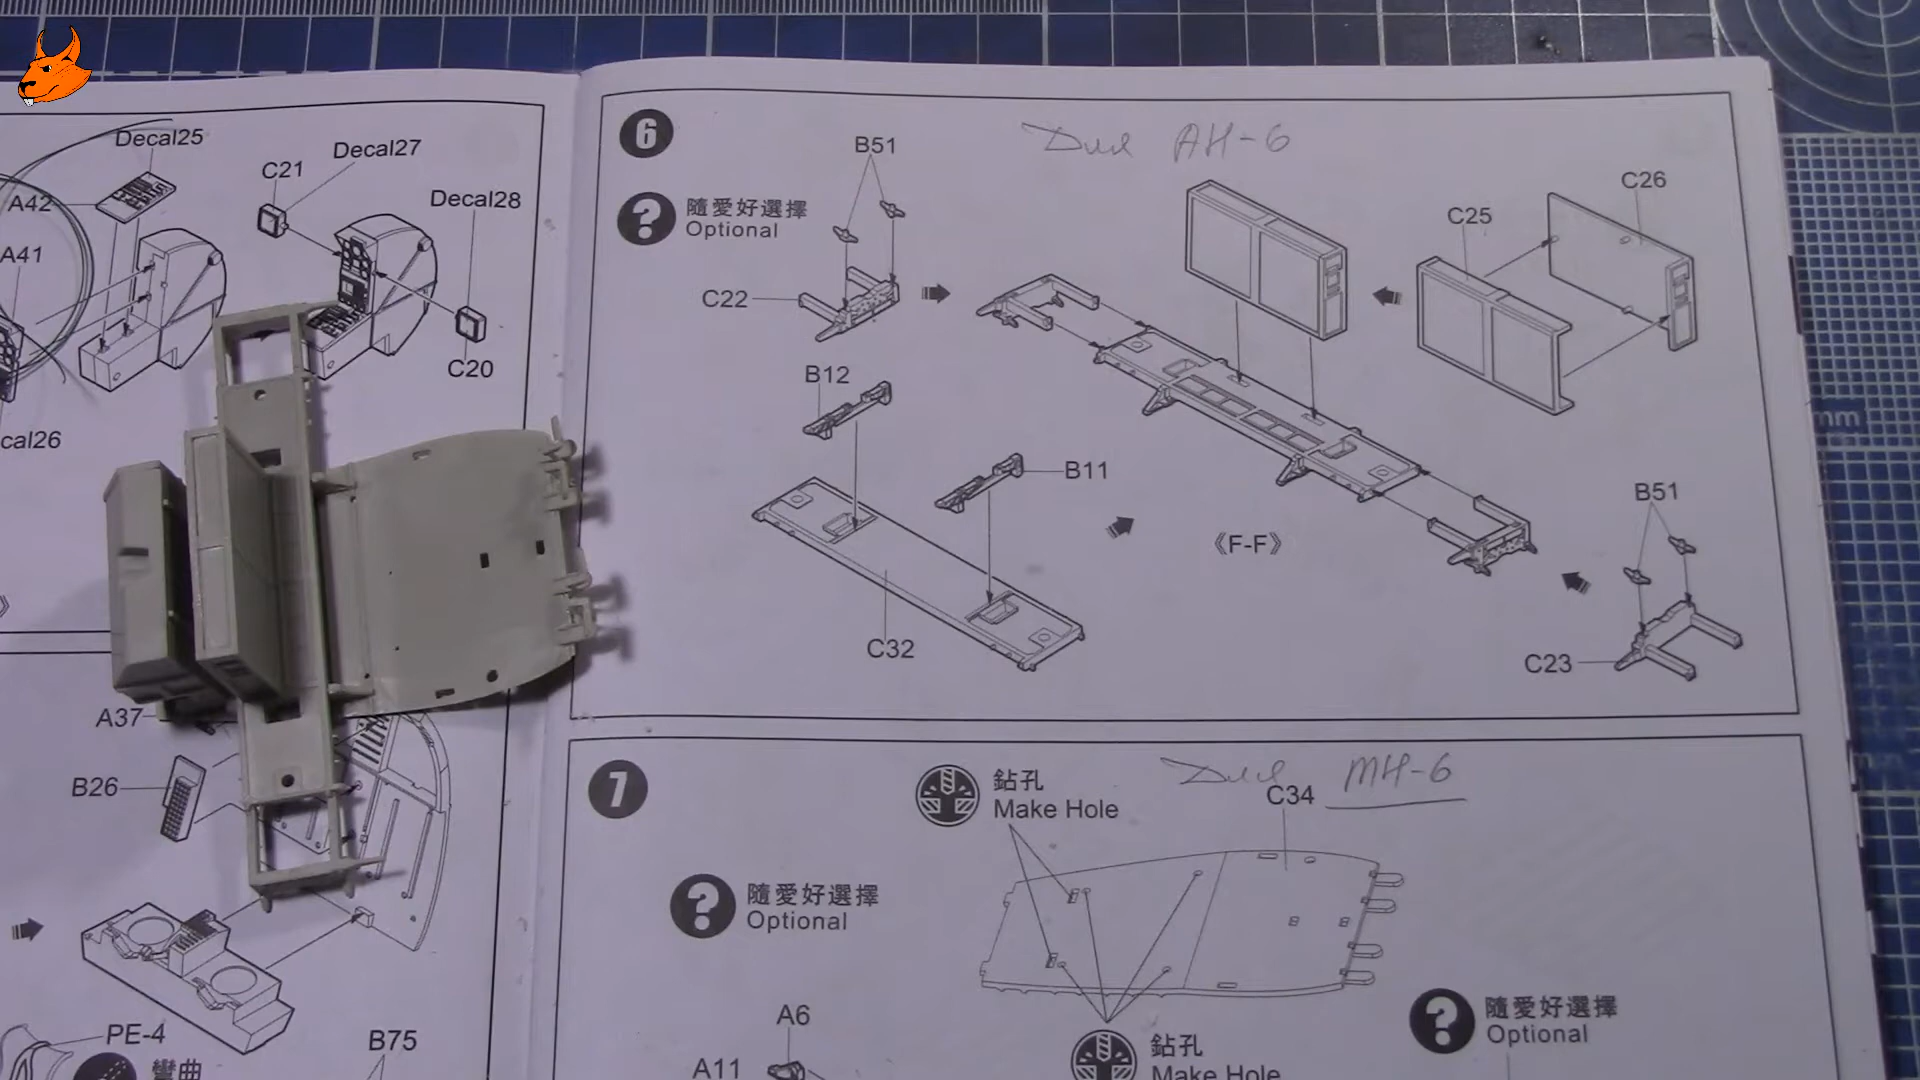 Decal25
Decal27
C21
Decal28
A42
A41
C20
cal26
A37
B26
PE-4
彎曲
B75
6
Для AH-6
隨愛好選擇
Optional
B51
C22
C26
C25
B12
B11
《F-F》
B51
C32
C23
7
鉆孔
Make Hole
Для MH-6
C34
隨愛好選擇
Optional
A6
A11
鉆孔
Make Hole
隨愛好選擇
Optional
mm